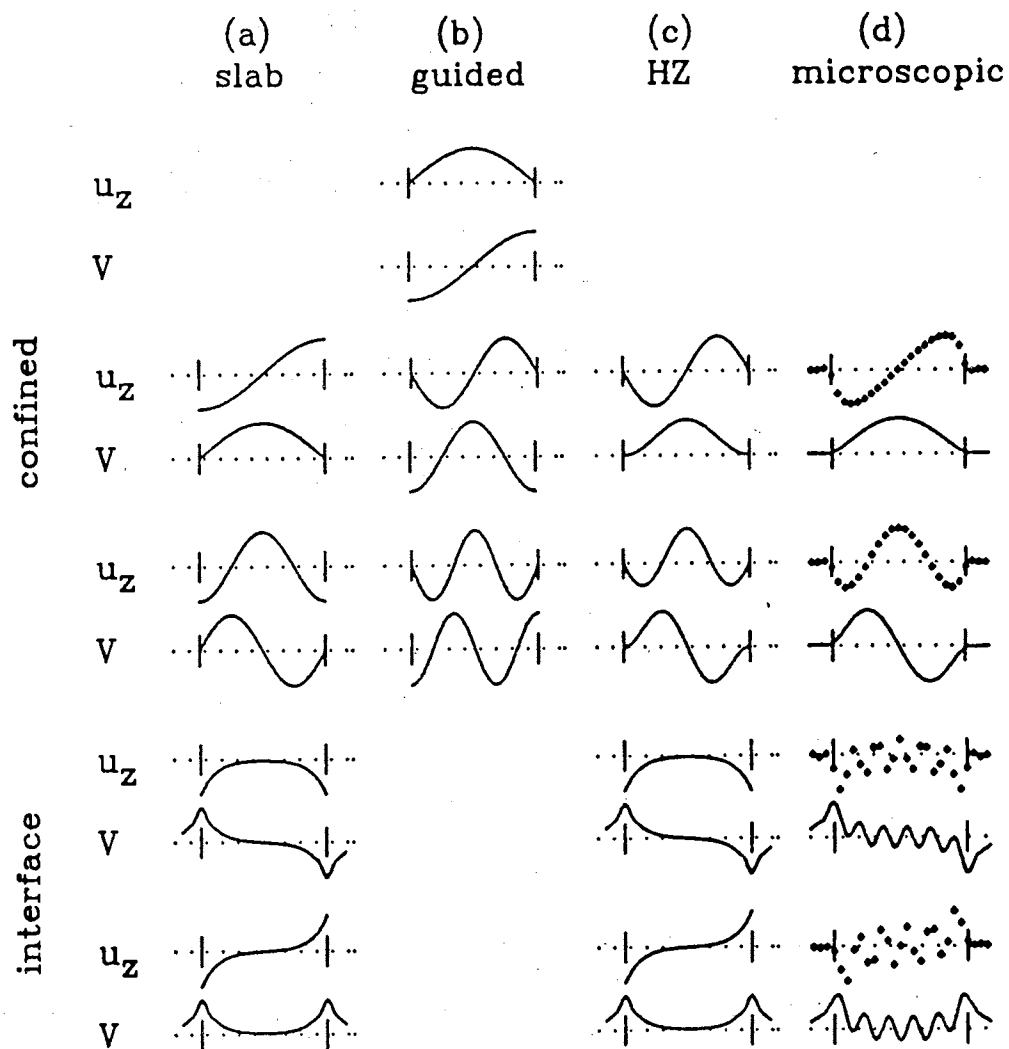 (a) (b) (c) (d)
slab guided HZ microscopic
confined
u_z
V
u_z
V
u_z
V
interface
u_z
V
u_z
V